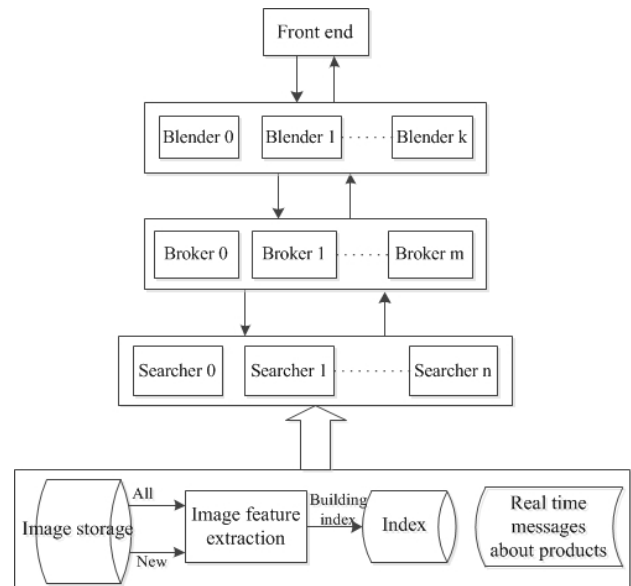 Front end
Blender 0 Blender 1 Blender k
Broker 0 Broker 1 Broker m
Searcher 0 Searcher 1 Searcher n
All
Image storage
New
Image feature
extraction
Building
index
Index
Real time
messages
about products